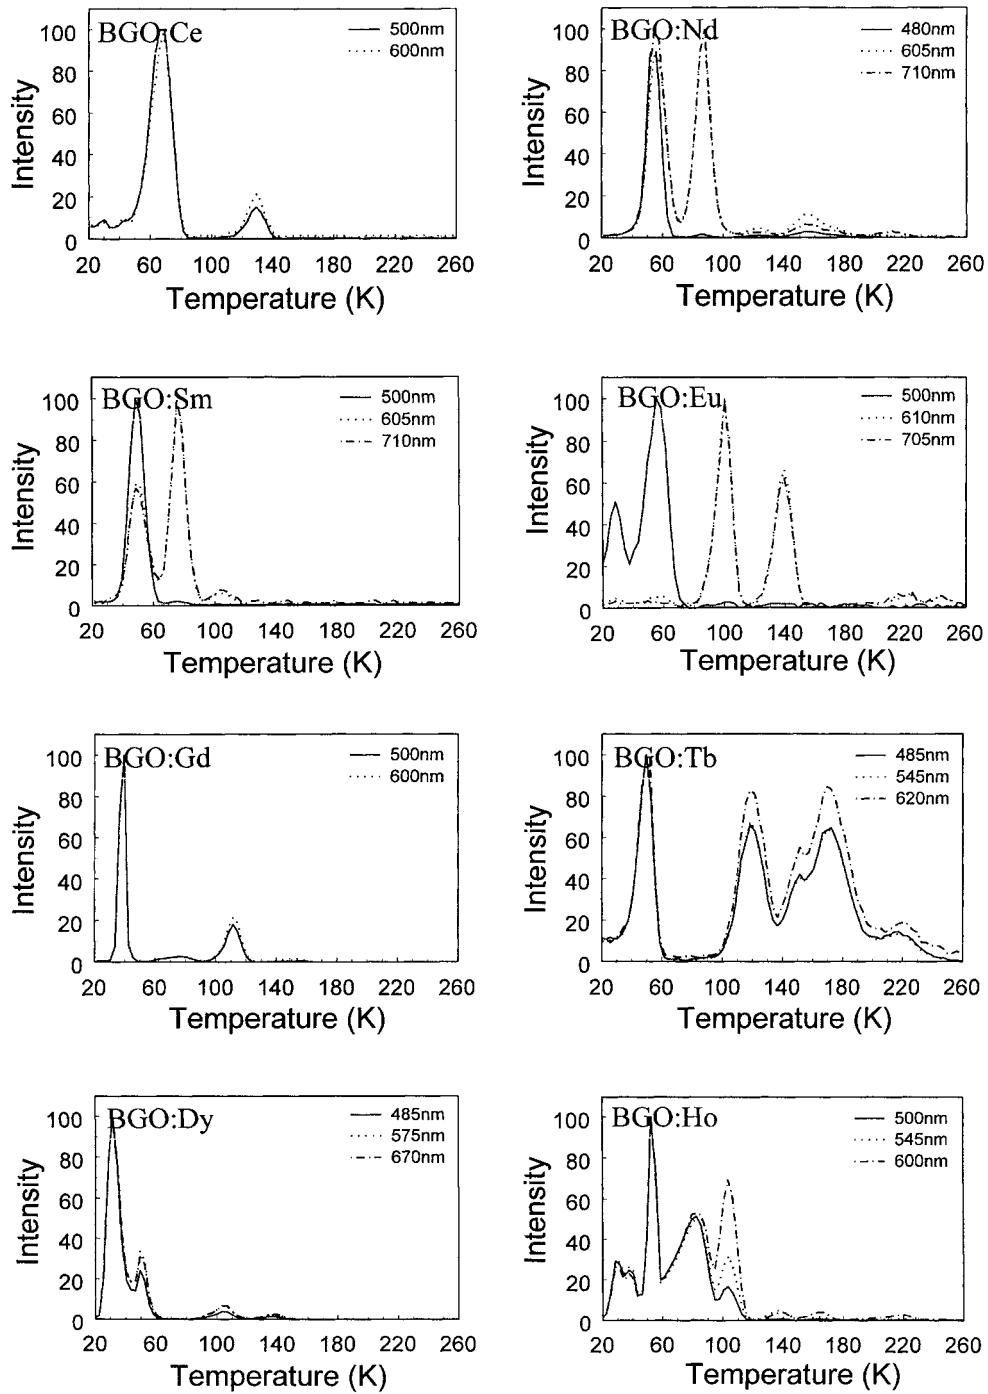 BGO:Ce
500nm
600nm
100
80
60
40
20
0
Intensity
20 60 100 140 180 220 260
Temperature (K)
BGO:Nd
480nm
605nm
710nm
100
80
60
40
20
0
Intensity
20 60 100 140 180 220 260
Temperature (K)
BGO:Sm
500nm
605nm
710nm
100
80
60
40
20
0
Intensity
20 60 100 140 180 220 260
Temperature (K)
BGO:Eu
500nm
610nm
705nm
100
80
60
40
20
0
Intensity
20 60 100 140 180 220 260
Temperature (K)
BGO:Gd
500nm
600nm
100
80
60
40
20
0
Intensity
20 60 100 140 180 220 260
Temperature (K)
BGO:Tb
485nm
545nm
620nm
100
80
60
40
20
0
Intensity
20 60 100 140 180 220 260
Temperature (K)
BGO:Dy
485nm
575nm
670nm
100
80
60
40
20
0
Intensity
20 60 100 140 180 220 260
Temperature (K)
BGO:Ho
500nm
545nm
600nm
100
80
60
40
20
0
Intensity
20 60 100 140 180 220 260
Temperature (K)